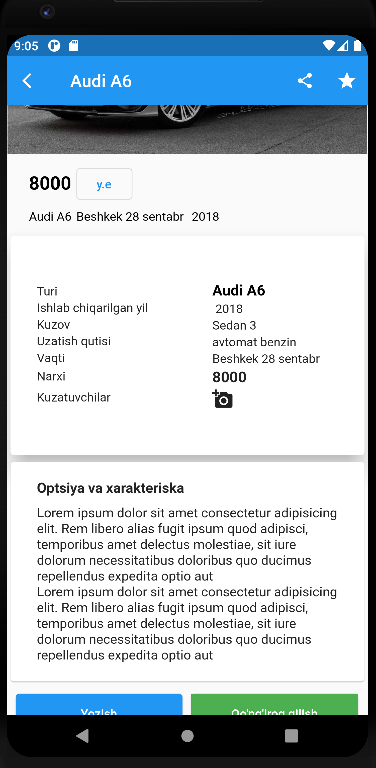 9:05
Audi A6
8000 y.e
Audi A6 Beshkek 28 sentabr 2018
Turi Audi A6
Ishlab chiqarilgan yil 2018
Kuzov Sedan 3
Uzatish qutisi avtomat benzin
Vaqti Beshkek 28 sentabr
Narxi 8000
Kuzatuvchilar
Optsiya va xarakteriska
Lorem ipsum dolor sit amet consectetur adipisicing
elit. Rem libero alias fugit ipsum quod adipisci,
temporibus amet delectus molestiae, sit iure
dolorum necessitatibus doloribus quo ducimus
repellendus expedita optio aut
Lorem ipsum dolor sit amet consectetur adipisicing
elit. Rem libero alias fugit ipsum quod adipisci,
temporibus amet delectus molestiae, sit iure
dolorum necessitatibus doloribus quo ducimus
repellendus expedita optio aut
Yozish Qo'ng'iroq qilish